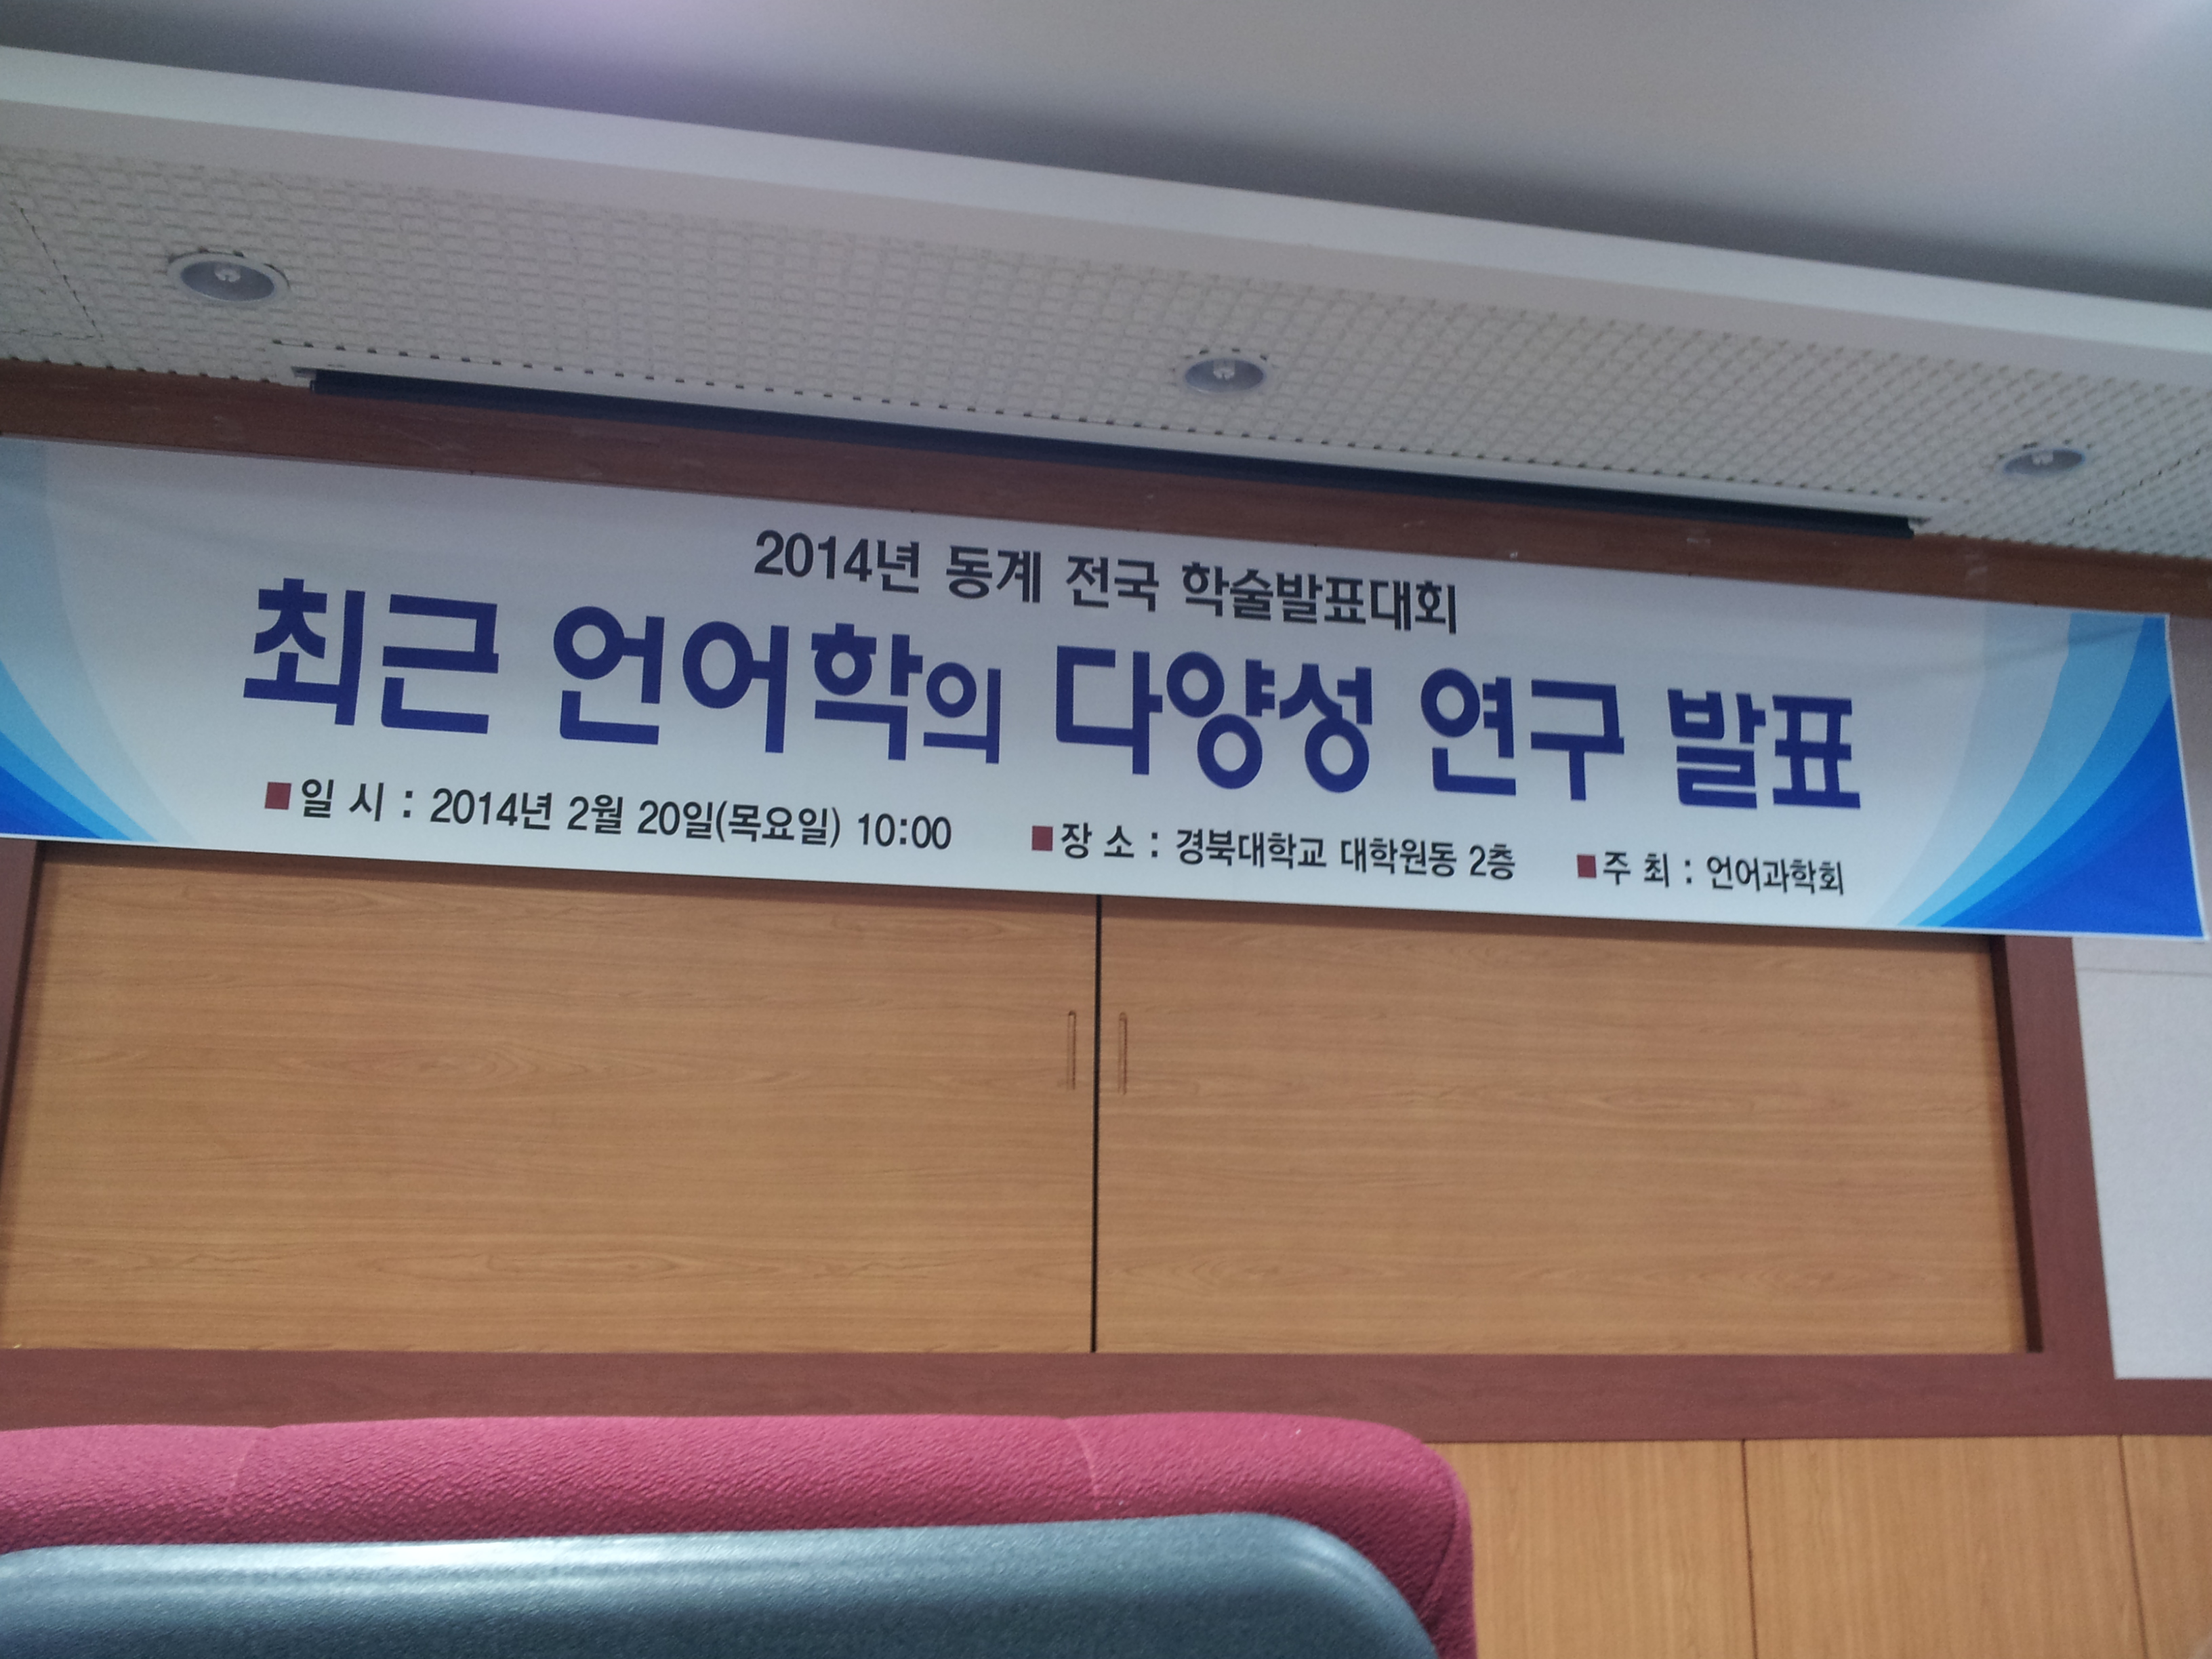 2014년 동계 전국 학술발표대회
최근 언어학의 다양성 연구 발표
■일 시 : 2014년 2월 20일(목요일) 10:00 ■장 소 : 경북대학교 대학원동 2층 ■주 최 : 언어과학회